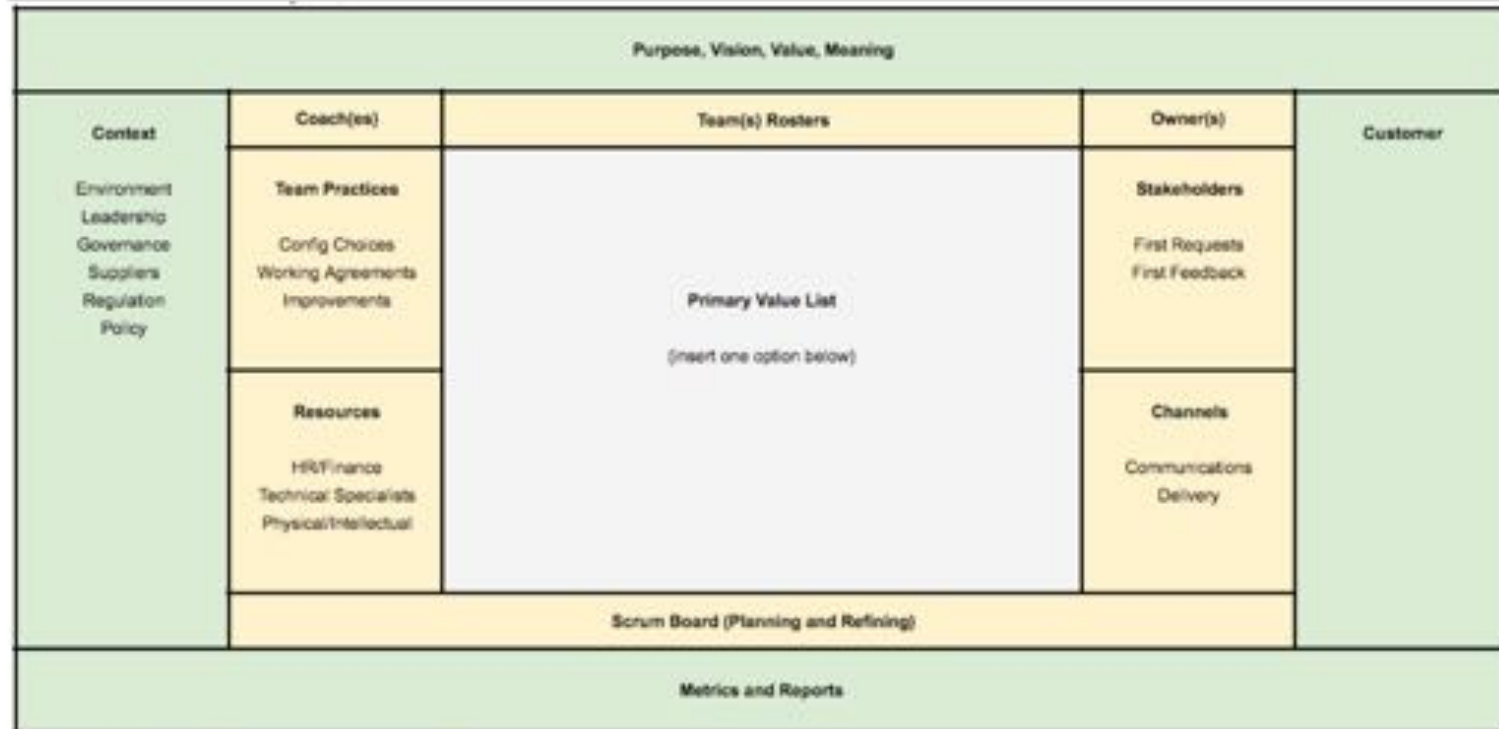 Purpose, Vision, Value, Meaning
Context
Environment
Leadership
Governance
Suppliers
Regulation
Policy
Coach(es)
Team Practices
Config Choices
Working Agreements
Improvements
Resources
HR/Finance
Technical Specialists
Physical/Intellectual
Team(s) Rosters
Primary Value List
(insert one option below)
Owner(s)
Stakeholders
First Requests
First Feedback
Channels
Communications
Delivery
Customer
Scrum Board (Planning and Refining)
Metrics and Reports